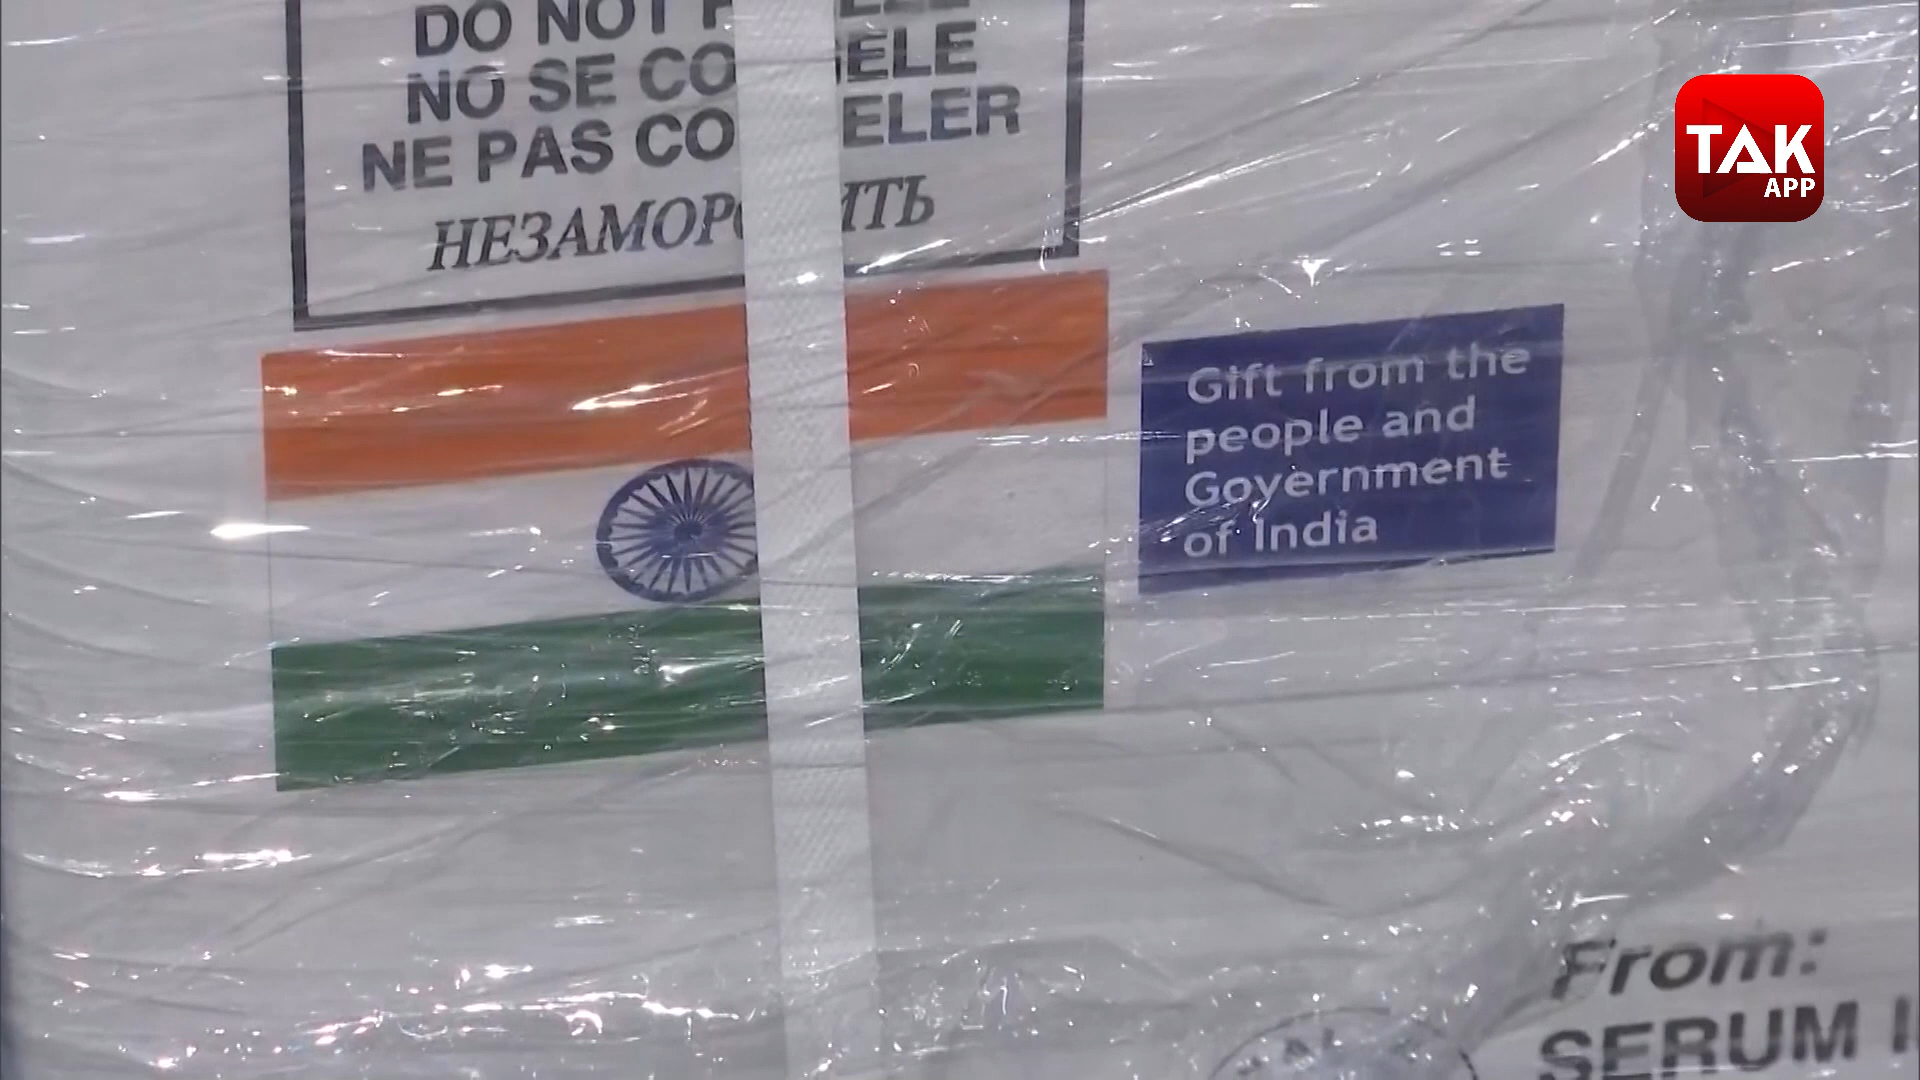 DO NOT
NO SE CO ELE
NE PAS CO ELER
НЕЗАМОР ИТЬ
Gift from the
people and
Government
of India
From:
SERUM I
TAK
APP